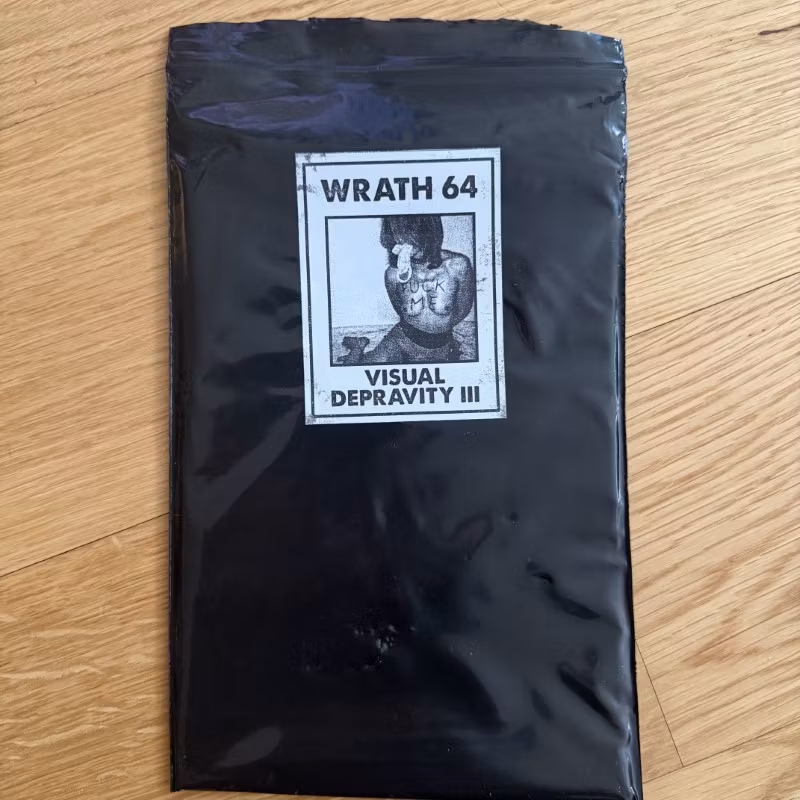 WRATH 64
FUCK
ME
VISUAL
DEPRAVITY III